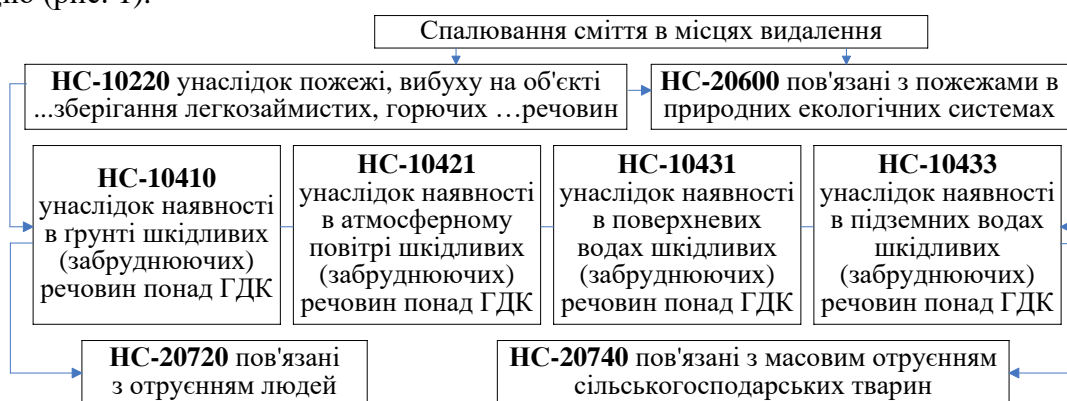 (рис. 1).
Спалювання сміття в місцях видалення
НС-10220 унаслідок пожежі, вибуху на об'єкті
...зберігання легкозаймистих, горючих …речовин
НС-20600 пов'язані з пожежами в
природних екологічних системах
НС-10410
унаслідок наявності
в ґрунті шкідливих
(забруднюючих)
речовин понад ГДК
НС-10421
унаслідок наявності
в атмосферному
повітрі шкідливих
(забруднюючих)
речовин понад ГДК
НС-10431
унаслідок наявності
в поверхневих
водах шкідливих
(забруднюючих)
речовин понад ГДК
НС-10433
унаслідок наявності
в підземних водах
шкідливих
(забруднюючих)
речовин понад ГДК
НС-20720 пов'язані
з отруєнням людей
НС-20740 пов'язані з масовим отруєнням
сільськогосподарських тварин